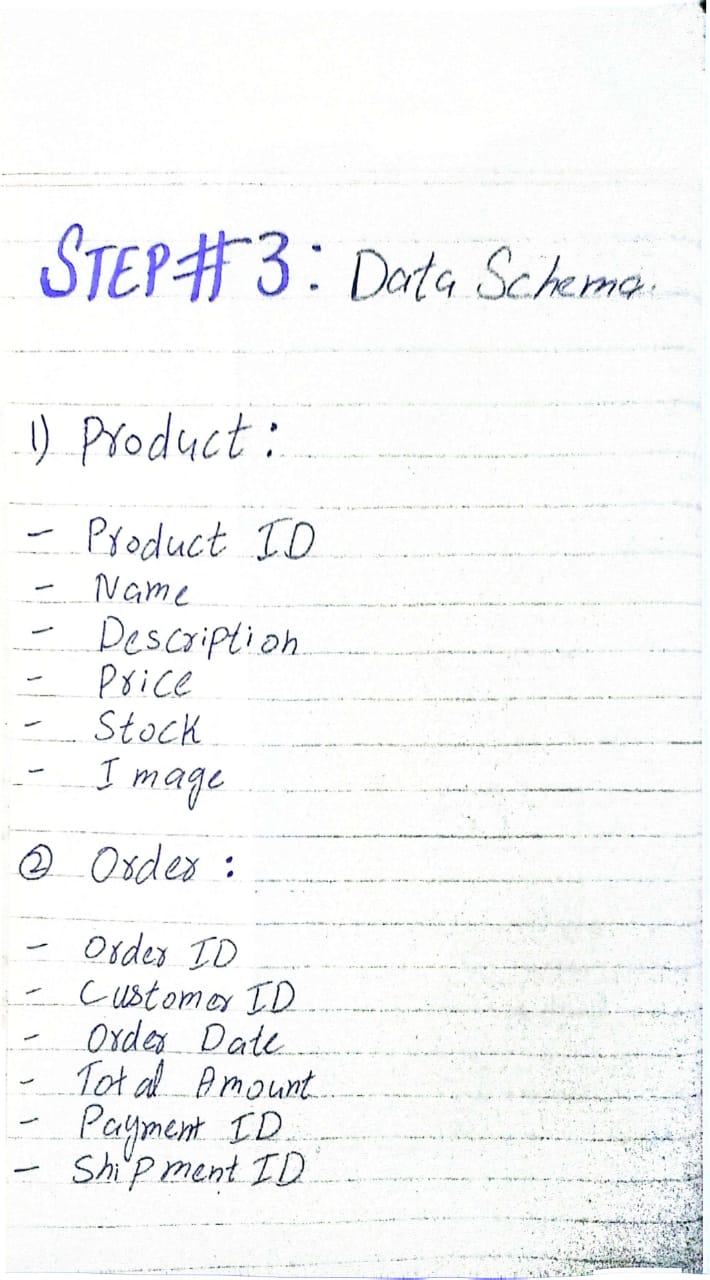 STEP#3: Data Schema.
1) Product:
- Product ID
- Name
- Description
- Price
- Stock
- Image
② Order:
- Order ID
- Customer ID
- Order Date
- Total Amount
- Payment ID
- Shipment ID